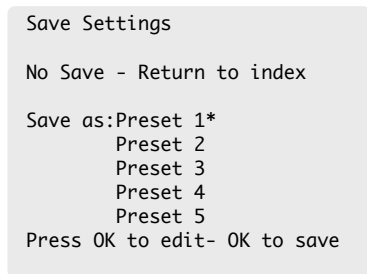 Save Settings
No Save - Return to index
Save as:Preset 1*
Preset 2
Preset 3
Preset 4
Preset 5
Press OK to edit- OK to save